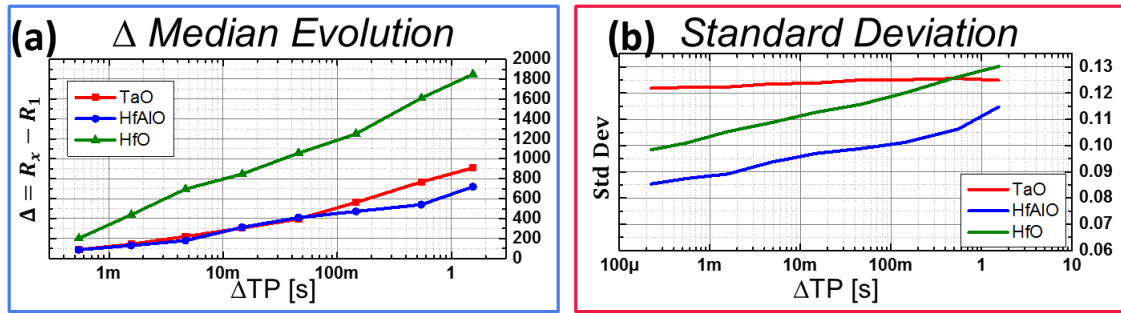 (a) Δ Median Evolution
Δ = Rₓ − R₁
TaO
HfAlO
HfO
2000
1800
1600
1400
1200
1000
800
600
400
200
0
1m 10m 100m 1
ΔTP [s]
(b) Standard Deviation
Std Dev
0.13
0.12
0.11
0.10
0.09
0.08
0.07
0.06
TaO
HfAlO
HfO
100µ 1m 10m 100m 1 10
ΔTP [s]